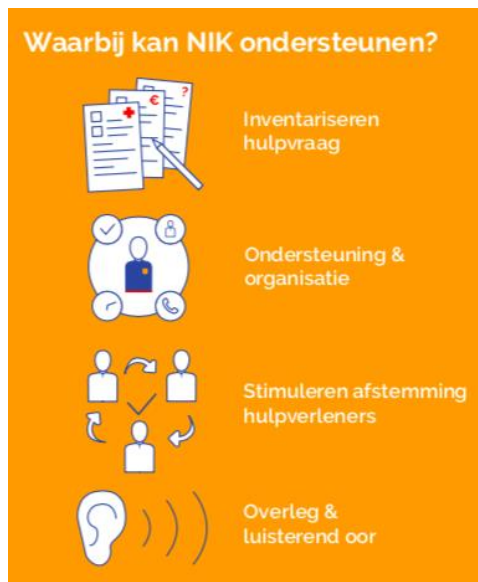 Waarbij kan NIK ondersteunen?
€
?
Inventariseren
hulpvraag
Ondersteuning &
organisatie
Stimuleren afstemming
hulpverleners
Overleg &
luisterend oor